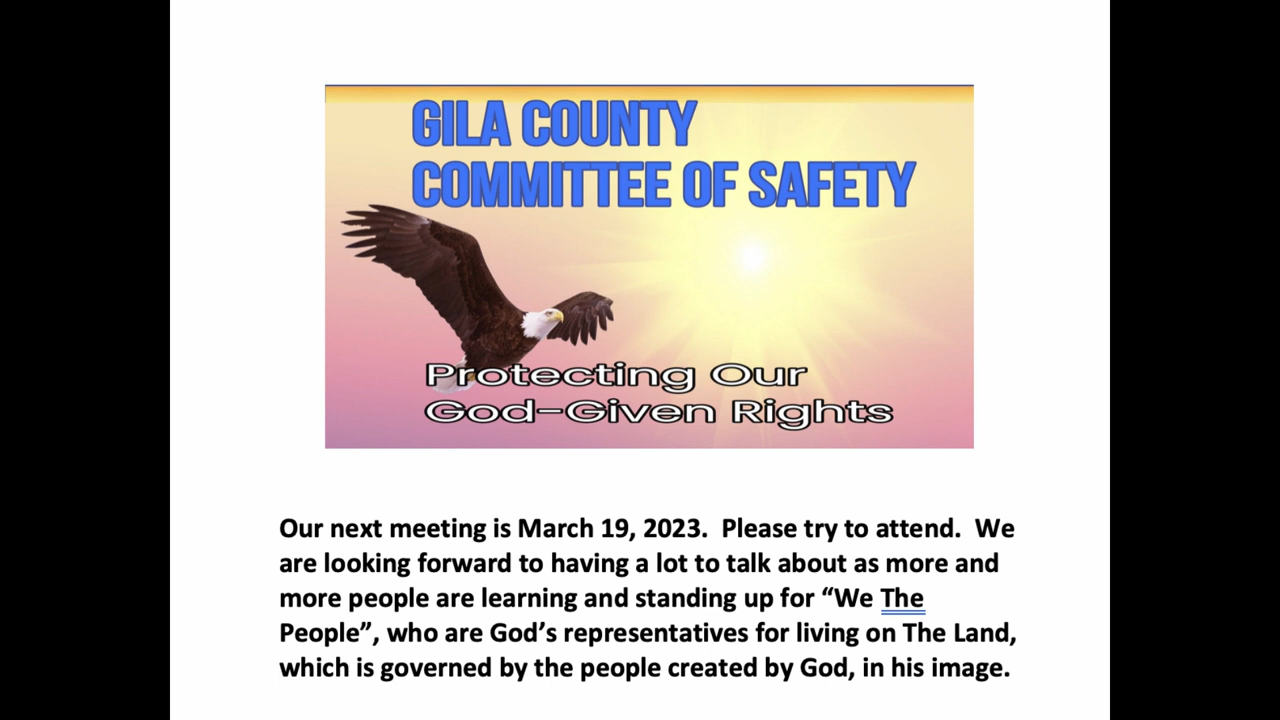 GILA COUNTY
COMMITTEE OF SAFETY
Protecting Our
God-Given Rights
Our next meeting is March 19, 2023.  Please try to attend.  We
are looking forward to having a lot to talk about as more and
more people are learning and standing up for “We The
People”, who are God’s representatives for living on The Land,
which is governed by the people created by God, in his image.